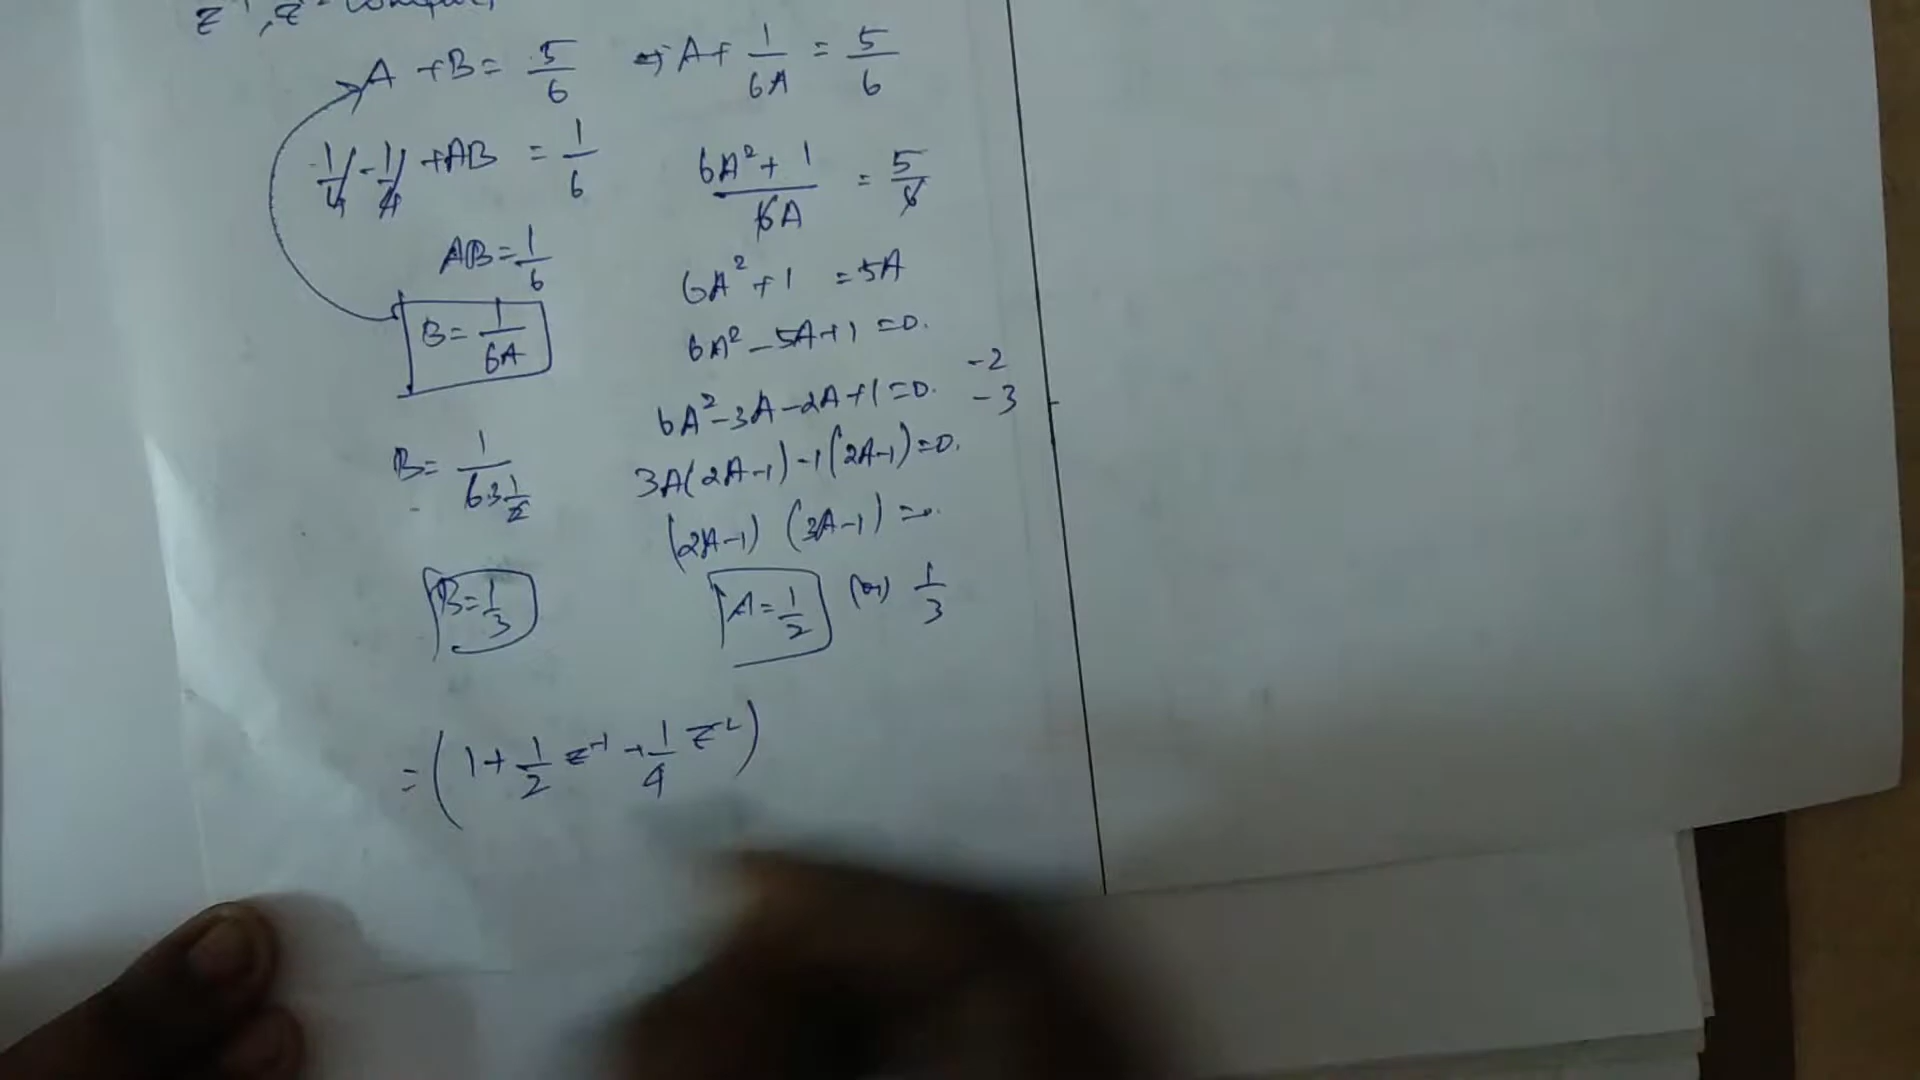 z⁻¹, z⁻²
A + B = 5/6 ⇒ A + 1/6A = 5/6
1/4 - 1/4 + AB = 1/6
6A² + 1 / 6A = 5/6
AB = 1/6
6A² + 1 = 5A
B = 1/6A
6A² - 5A + 1 = 0.
-2
6A² - 3A - 2A + 1 = 0. -3
B =
3A(2A-1) -1(2A-1) = 0.
(2A-1) (3A-1) = 0.
B = 1/3
A = 1/2 (or) 1/3
= (1 + 1/2 z⁻¹ + 1/4 z⁻²)